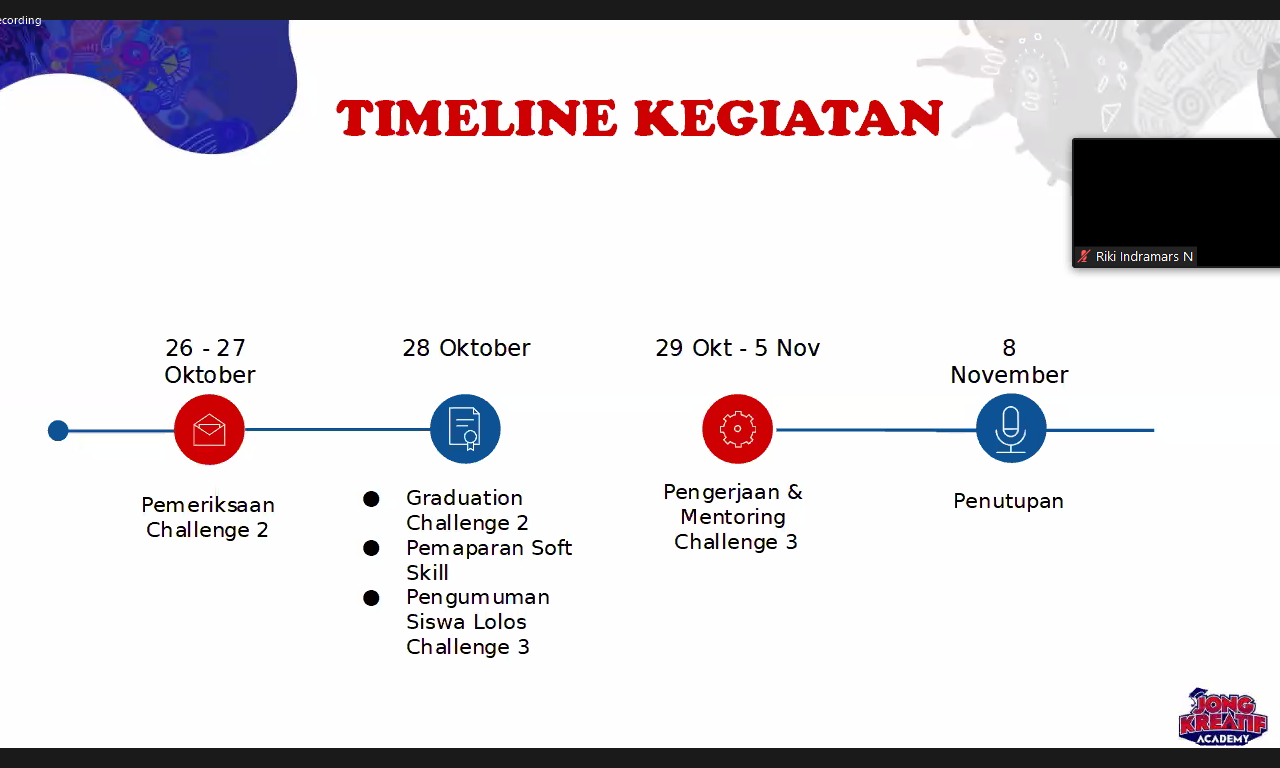 ecording
TIMELINE KEGIATAN
Riki Indramars N
26 - 27
Oktober
Pemeriksaan
Challenge 2
28 Oktober
● Graduation
Challenge 2
● Pemaparan Soft
Skill
● Pengumuman
Siswa Lolos
Challenge 3
29 Okt - 5 Nov
Pengerjaan &
Mentoring
Challenge 3
8
November
Penutupan
JONG
KREATIF
ACADEMY